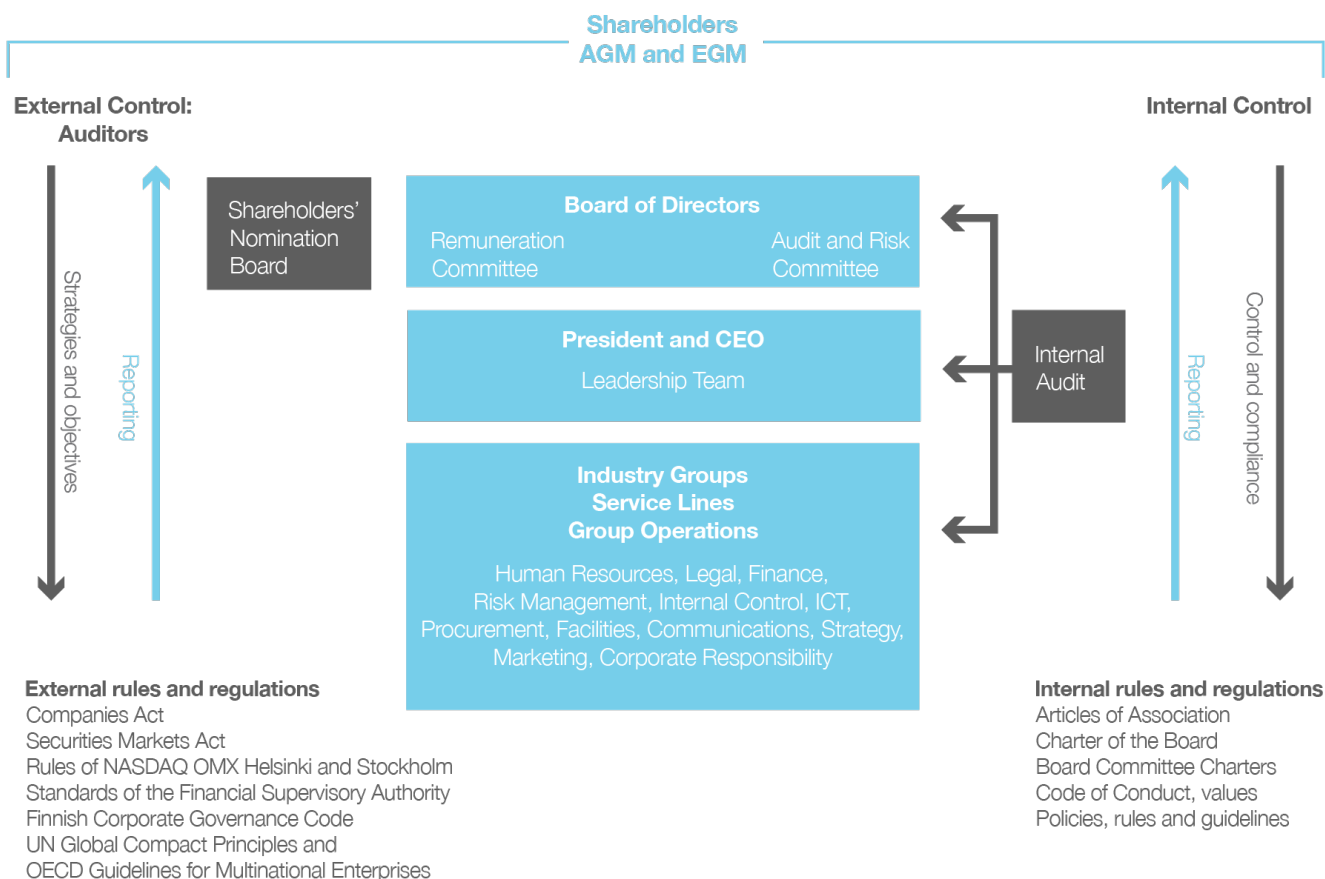 Shareholders
AGM and EGM
External Control:
Auditors
Internal Control
Strategies and objectives
Reporting
Shareholders’
Nomination
Board
Board of Directors
Remuneration
Committee
Audit and Risk
Committee
President and CEO
Leadership Team
Industry Groups
Service Lines
Group Operations
Human Resources, Legal, Finance,
Risk Management, Internal Control, ICT,
Procurement, Facilities, Communications, Strategy,
Marketing, Corporate Responsibility
Internal
Audit
Reporting
Control and compliance
External rules and regulations
Companies Act
Securities Markets Act
Rules of NASDAQ OMX Helsinki and Stockholm
Standards of the Financial Supervisory Authority
Finnish Corporate Governance Code
UN Global Compact Principles and
OECD Guidelines for Multinational Enterprises
Internal rules and regulations
Articles of Association
Charter of the Board
Board Committee Charters
Code of Conduct, values
Policies, rules and guidelines